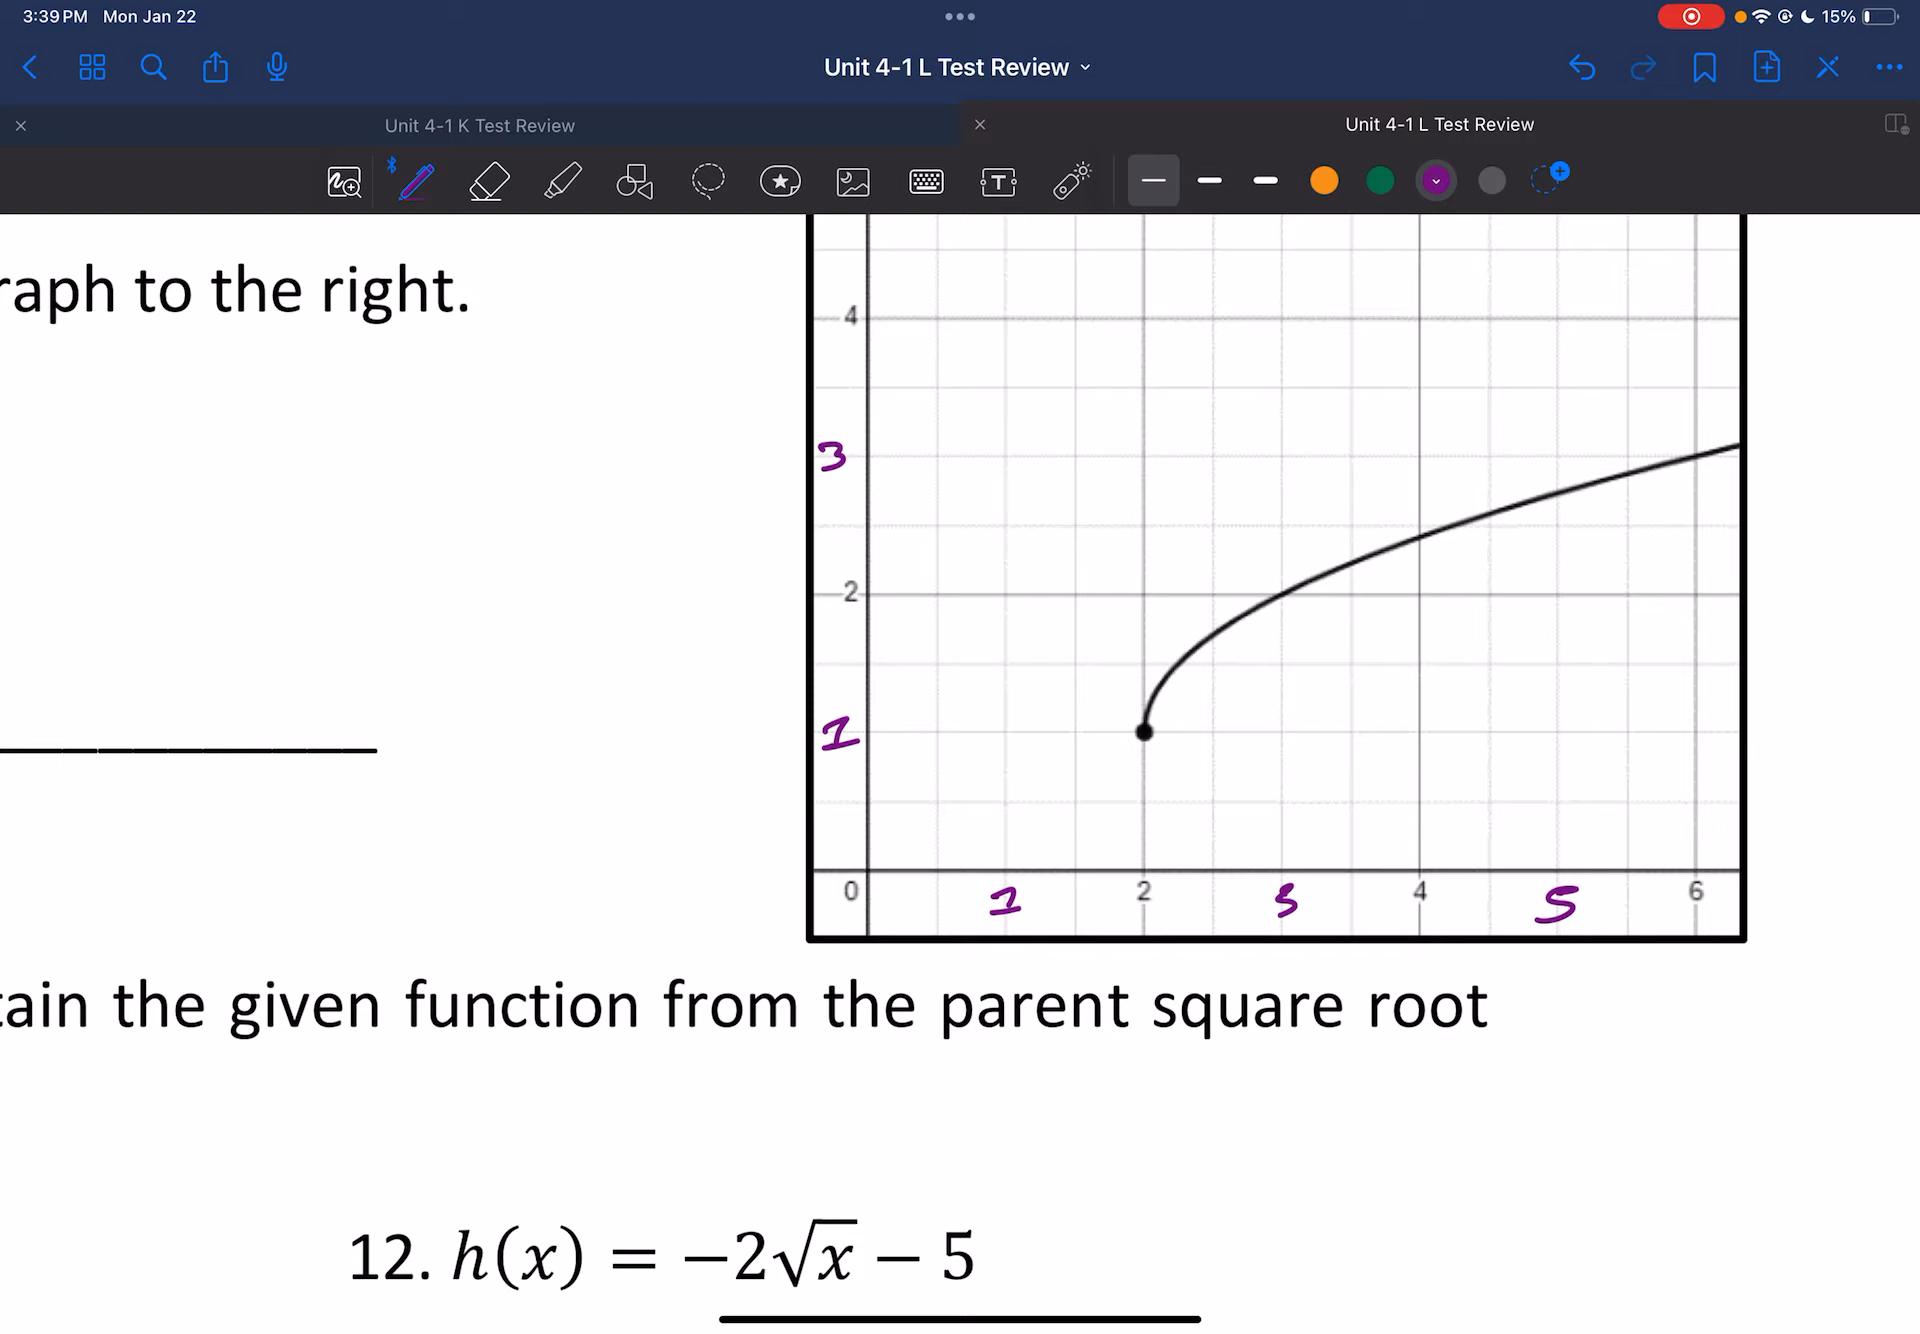 3:39 PM Mon Jan 22
15%
Unit 4-1 L Test Review
Unit 4-1 K Test Review
Unit 4-1 L Test Review
raph to the right.
4
3
2
1
0 1 2 3 4 5 6
tain the given function from the parent square root
12. h(x) = −2√x − 5